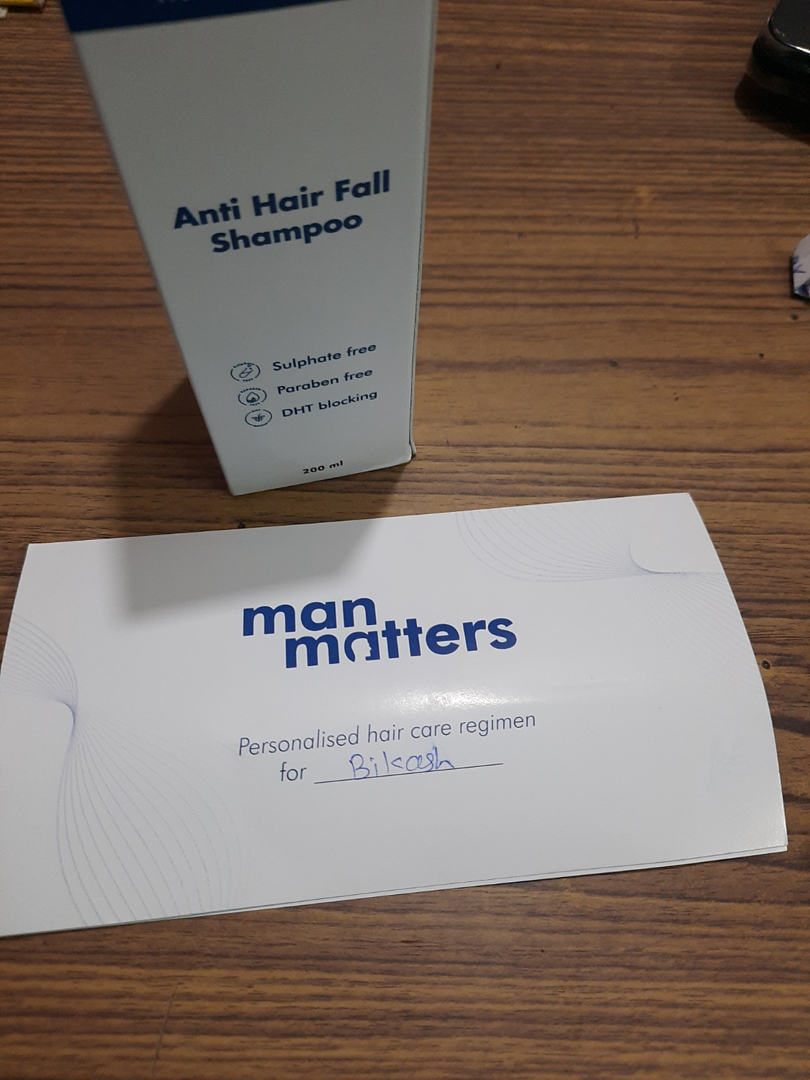 Anti Hair Fall
Shampoo
Sulphate free
Paraben free
DHT blocking
200 ml
man
matters
Personalised hair care regimen
for Bikash